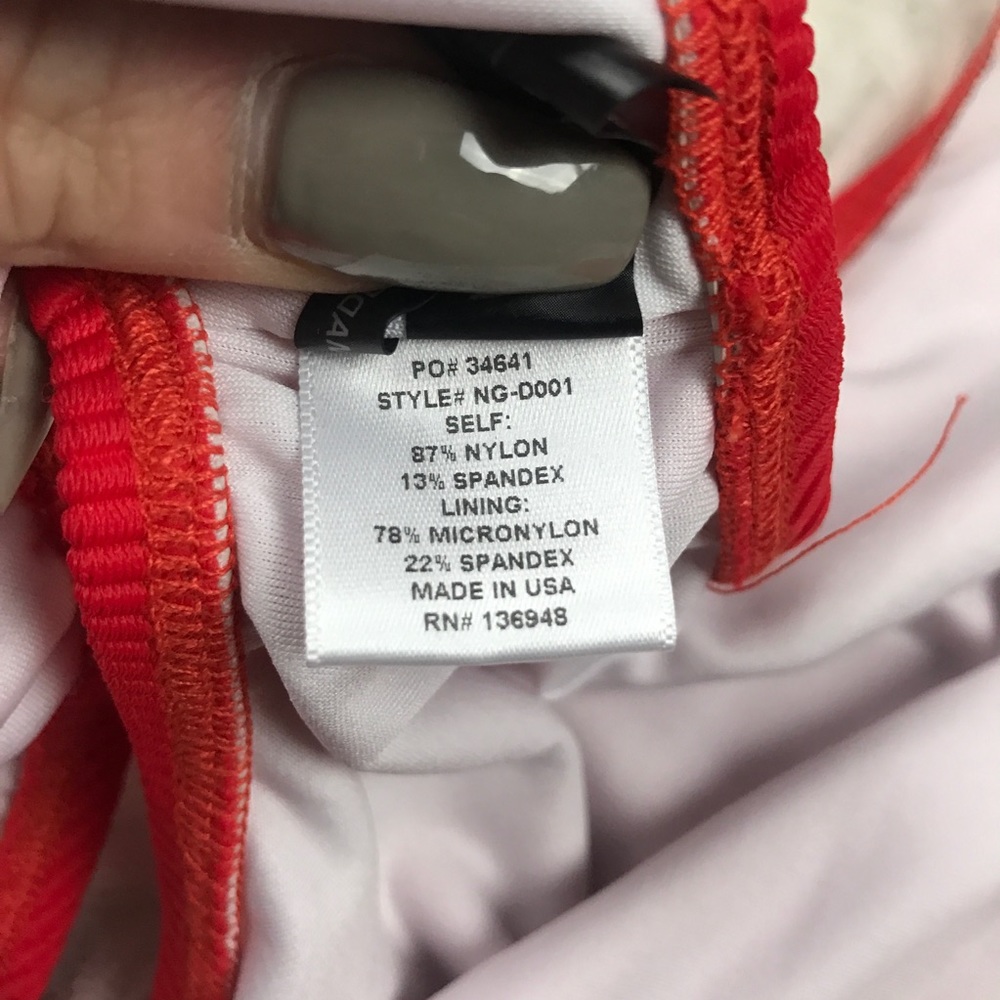 PO# 34641
STYLE# NG-D001
SELF:
87% NYLON
13% SPANDEX
LINING:
78% MICRONYLON
22% SPANDEX
MADE IN USA
RN# 136948